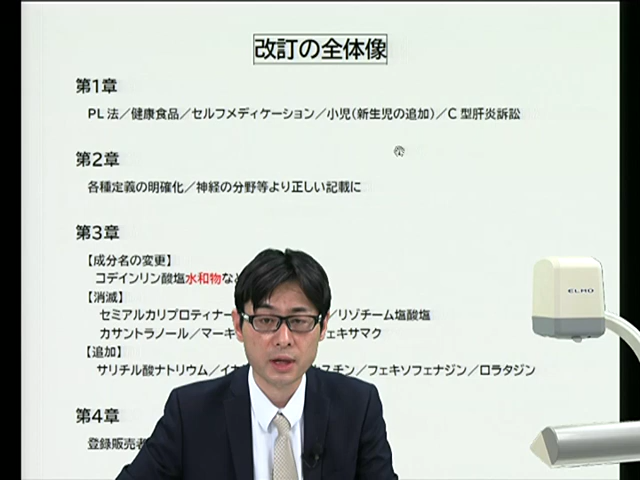 改訂の全体像
第1章
PL法／健康食品／セルフメディケーション／小児（新生児の追加）／C型肝炎訴訟
第2章
各種定義の明確化／神経の分野等より正しい記載に
第3章
【成分名の変更】
コデインリン酸塩水和物など
【消滅】
セミアルカリプロティナー ／リゾチーム塩酸塩
カサントラノール／マーキ ェキサマク
【追加】
サリチル酸ナトリウム／イ スチン／フェキソフェナジン／ロラタジン
第4章
登録販売者
ELMO